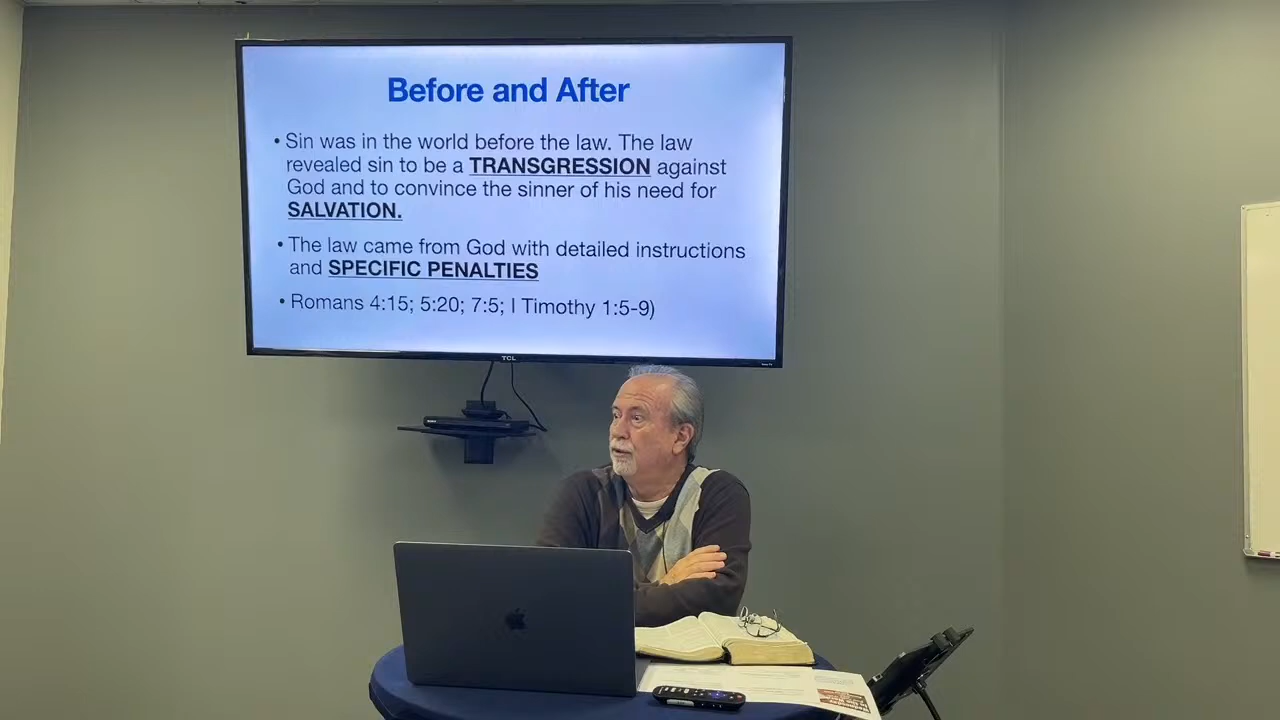 Before and After
• Sin was in the world before the law. The law
revealed sin to be a TRANSGRESSION against
God and to convince the sinner of his need for
SALVATION.
• The law came from God with detailed instructions
and SPECIFIC PENALTIES
• Romans 4:15; 5:20; 7:5; I Timothy 1:5-9)
TCL